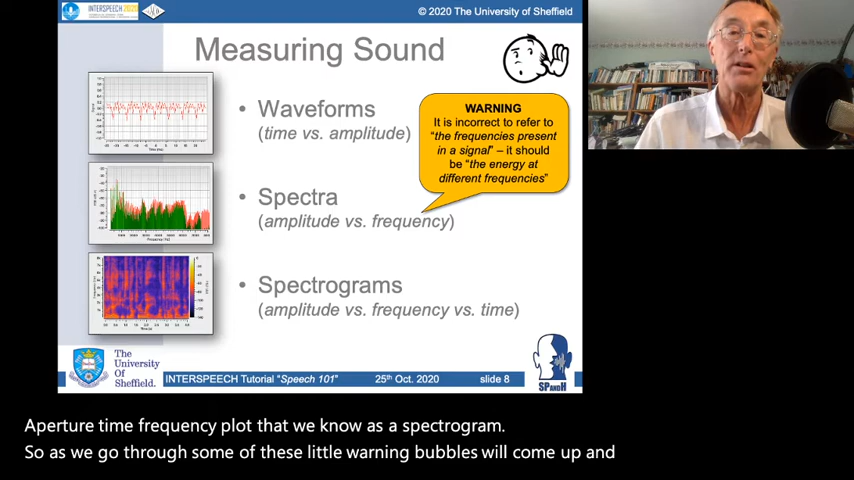 INTERSPEECH 2020
© 2020 The University of Sheffield
Measuring Sound
• Waveforms
(time vs. amplitude)
WARNING
It is incorrect to refer to
“the frequencies present
in a signal” – it should
be “the energy at
different frequencies”
• Spectra
(amplitude vs. frequency)
• Spectrograms
(amplitude vs. frequency vs. time)
The
University
Of
Sheffield.
INTERSPEECH Tutorial “Speech 101”
25th Oct. 2020
slide 8
SPandH
Aperture time frequency plot that we know as a spectrogram.
So as we go through some of these little warning bubbles will come up and